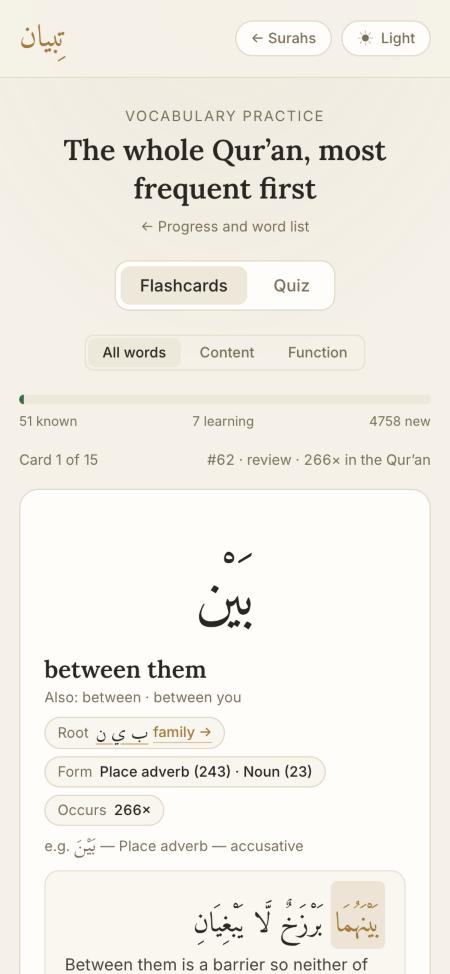 تِبيان
← Surahs
Light
VOCABULARY PRACTICE
The whole Qur’an, most
frequent first
← Progress and word list
Flashcards
Quiz
All words
Content
Function
51 known
7 learning
4758 new
Card 1 of 15
#62 · review · 266× in the Qur’an
بَيْن
between them
Also: between · between you
Root ب ي ن family →
Form Place adverb (243) · Noun (23)
Occurs 266×
e.g. بَيْنَ — Place adverb — accusative
بَيْنَهُمَا بَرْزَخٌ لَّا يَبْغِيَانِ
Between them is a barrier so neither of